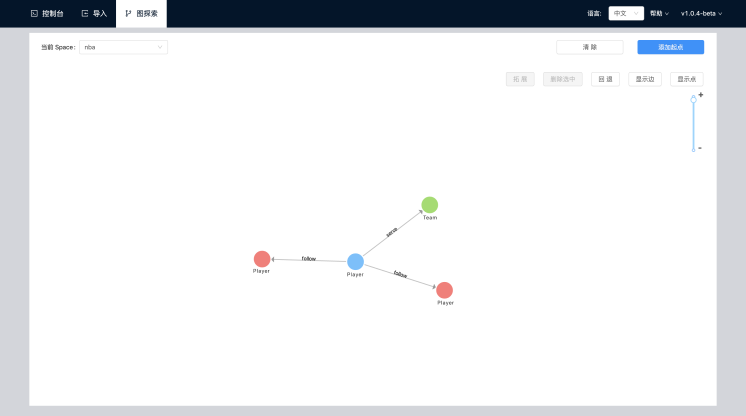 控制台 导入 图探索 语言: 中文 帮助 v1.0.4-beta
当前 Space: nba 清 除 追加起点
拓 展 删除选中 回 退 显示边 显示点
+
-
Team
serve
follow
Player
Player
follow
Player